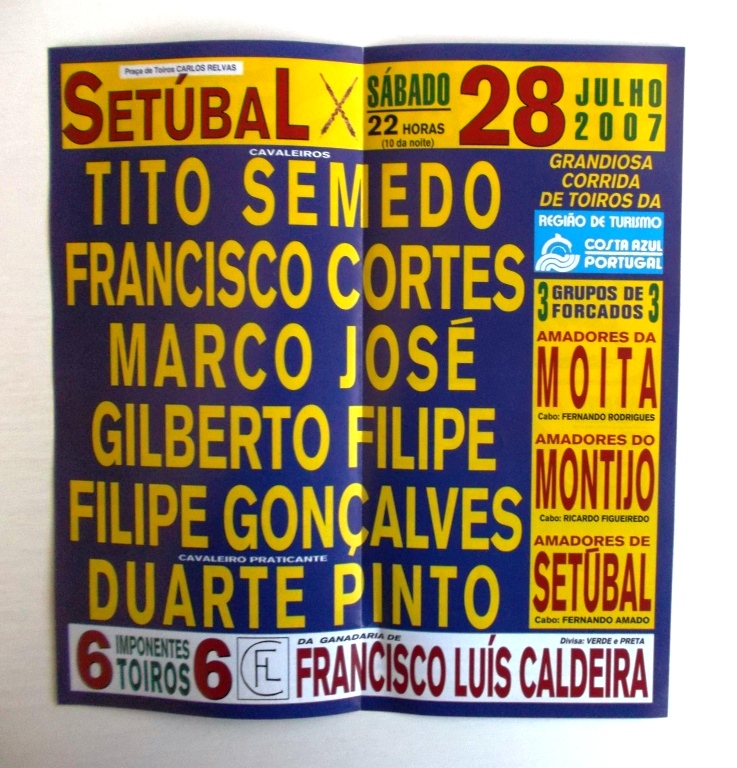 Praça de Toiros CARLOS RELVAS
SETÚBAL
SÁBADO
22 HORAS
(10 da noite)
28
JULHO
2007
CAVALEIROS
TITO SEMEDO
FRANCISCO CORTES
MARCO JOSÉ
GILBERTO FILIPE
FILIPE GONÇALVES
CAVALEIRO PRATICANTE
DUARTE PINTO
GRANDIOSA
CORRIDA
DE TOIROS DA
REGIÃO DE TURISMO
COSTA AZUL
PORTUGAL
3 GRUPOS DE FORCADOS 3
AMADORES DA
MOITA
Cabo: FERNANDO RODRIGUES
AMADORES DO
MONTIJO
Cabo: RICARDO FIGUEIREDO
AMADORES DE
SETÚBAL
Cabo: FERNANDO AMADO
6 IMPONENTES TOIROS 6
CFL
DA GANADARIA DE
Divisa: VERDE e PRETA
FRANCISCO LUÍS CALDEIRA